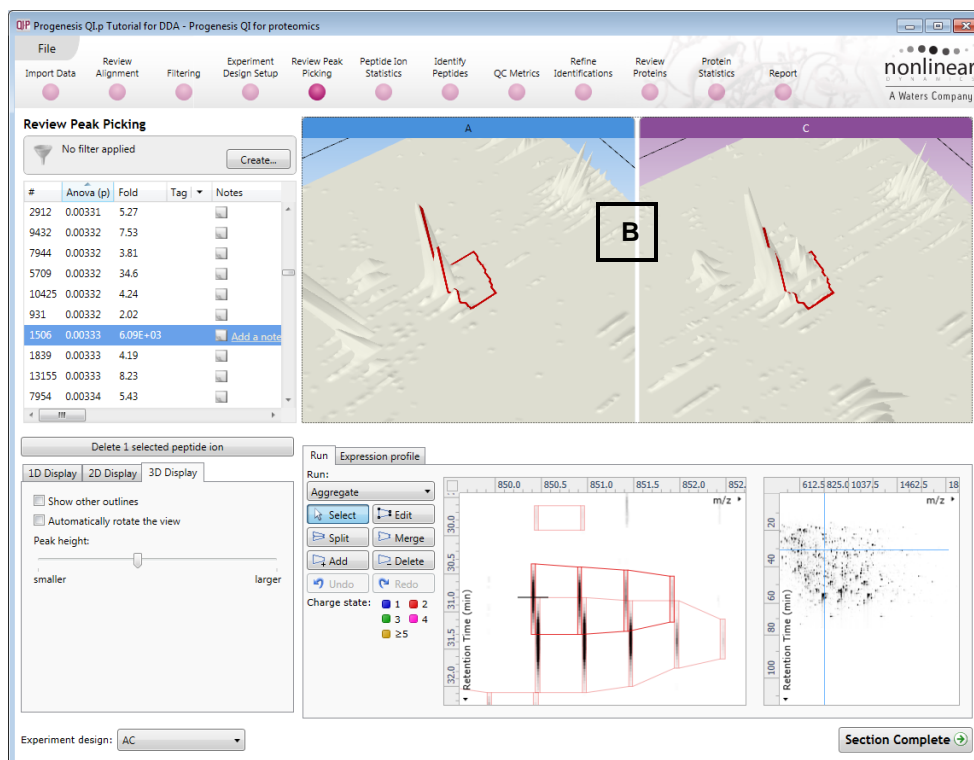 Progenesis QI.p Tutorial for DDA - Progenesis QI for proteomics
File
Import Data
Review Alignment
Filtering
Experiment Design Setup
Review Peak Picking
Peptide Ion Statistics
Identify Peptides
QC Metrics
Refine Identifications
Review Proteins
Protein Statistics
Report
nonlinear
DYNAMICS
A Waters Company
Review Peak Picking
No filter applied
Create...
# Anova (p) Fold Tag Notes
2912 0.00331 5.27
9432 0.00332 7.53
7944 0.00332 3.81
5709 0.00332 34.6
10425 0.00332 4.24
931 0.00332 2.02
1506 0.00333 6.09E+03 Add a note
1839 0.00333 4.19
13155 0.00333 8.23
7954 0.00334 5.43
A
C
B
Delete 1 selected peptide ion
1D Display 2D Display 3D Display
Show other outlines
Automatically rotate the view
Peak height:
smaller larger
Run Expression profile
Run:
Aggregate
Select Edit
Split Merge
Add Delete
Undo Redo
Charge state: 1 2
3 4
≥5
850.0 850.5 851.0 851.5 852.0 852.
m/z
30.0
30.5
31.0
31.5
32.0
Retention Time (min)
612.5 825.0 1037.5 1462.5 18
m/z
20
40
60
80
100
Retention Time (min)
Experiment design: AC
Section Complete